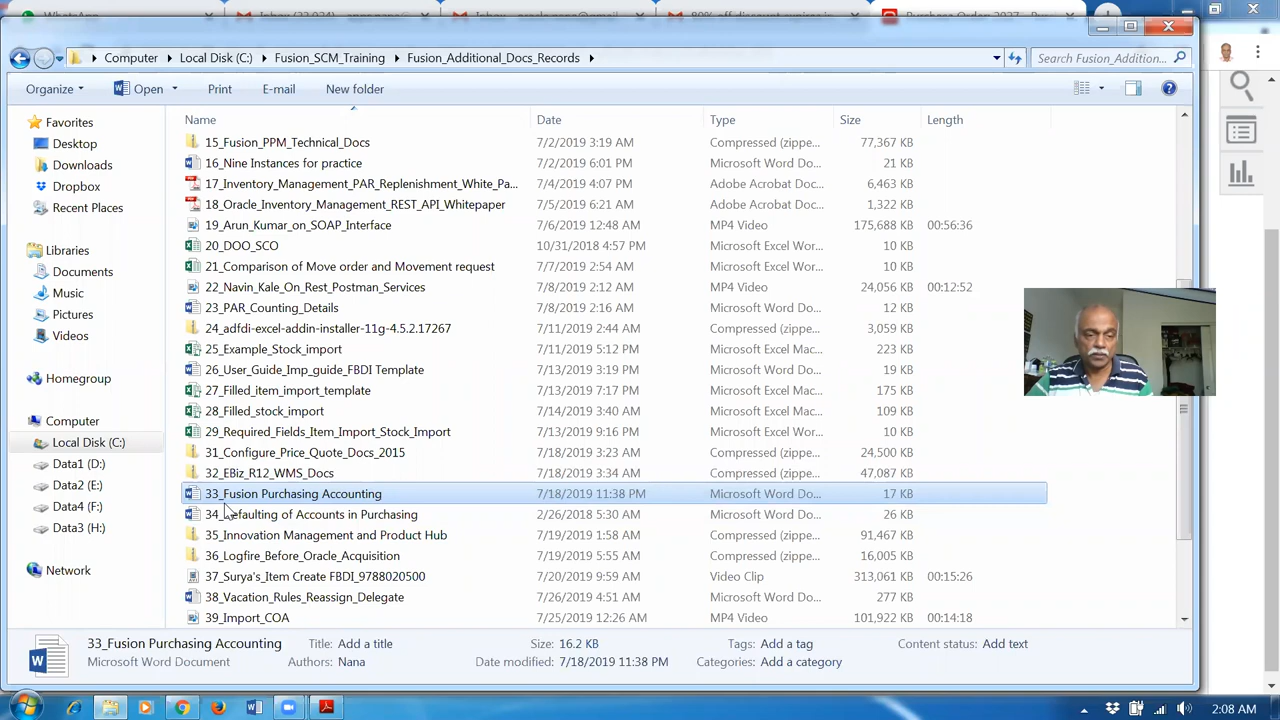 WhatsApp
Computer
Local Disk (C:)
Fusion_SCM_Training
Fusion_Additional_Docs_Records
Search Fusion_Addition...
Organize
Open
Print
E-mail
New folder
Name Date Type Size Length
15_Fusion_PPM_Technical_Docs 7/2/2019 3:19 AM Compressed (zippe... 77,367 KB
16_Nine Instances for practice 7/2/2019 6:01 PM Microsoft Word Do... 21 KB
17_Inventory_Management_PAR_Replenishment_White_Pa... 7/4/2019 4:07 PM Adobe Acrobat Doc... 6,463 KB
18_Oracle_Inventory_Management_REST_API_Whitepaper 7/5/2019 6:21 AM Adobe Acrobat Doc... 1,322 KB
19_Arun_Kumar_on_SOAP_Interface 7/6/2019 12:48 AM MP4 Video 175,688 KB 00:56:36
20_DOO_SCO 10/31/2018 4:57 PM Microsoft Excel Wor... 10 KB
21_Comparison of Move order and Movement request 7/7/2019 2:54 AM Microsoft Excel Wor... 10 KB
22_Navin_Kale_On_Rest_Postman_Services 7/8/2019 2:12 AM MP4 Video 24,056 KB 00:12:52
23_PAR_Counting_Details 7/8/2019 2:16 AM Microsoft Word Do... 12 KB
24_adfdi-excel-addin-installer-11g-4.5.2.17267 7/11/2019 2:44 AM Compressed (zippe... 3,059 KB
25_Example_Stock_import 7/11/2019 5:12 PM Microsoft Excel Mac... 223 KB
26_User_Guide_Imp_guide_FBDI Template 7/13/2019 3:19 PM Microsoft Word Do... 19 KB
27_Filled_item_import_template 7/13/2019 7:17 PM Microsoft Excel Mac... 175 KB
28_Filled_stock_import 7/14/2019 3:40 AM Microsoft Excel Mac... 109 KB
29_Required_Fields_Item_Import_Stock_Import 7/13/2019 9:16 PM Microsoft Excel Wor... 10 KB
31_Configure_Price_Quote_Docs_2015 7/18/2019 3:23 AM Compressed (zippe... 24,500 KB
32_EBiz_R12_WMS_Docs 7/18/2019 3:34 AM Compressed (zippe... 47,087 KB
33_Fusion Purchasing Accounting 7/18/2019 11:38 PM Microsoft Word Do... 17 KB
34_Defaulting of Accounts in Purchasing 2/26/2018 5:30 AM Microsoft Word Do... 26 KB
35_Innovation Management and Product Hub 7/19/2019 1:58 AM Compressed (zippe... 91,467 KB
36_Logfire_Before_Oracle_Acquisition 7/19/2019 5:55 AM Compressed (zippe... 16,005 KB
37_Surya's_Item Create FBDI_9788020500 7/20/2019 9:59 AM Video Clip 313,061 KB 00:15:26
38_Vacation_Rules_Reassign_Delegate 7/26/2019 4:51 AM Microsoft Word Do... 277 KB
39_Import_COA 7/25/2019 12:26 AM MP4 Video 101,922 KB 00:14:18
Favorites
Desktop
Downloads
Dropbox
Recent Places
Libraries
Documents
Music
Pictures
Videos
Homegroup
Computer
Local Disk (C:)
Data1 (D:)
Data2 (E:)
Data4 (F:)
Data3 (H:)
Network
33_Fusion Purchasing Accounting Title: Add a title Size: 16.2 KB Tags: Add a tag Content status: Add text
Microsoft Word Document Authors: Nana Date modified: 7/18/2019 11:38 PM Categories: Add a category
2:08 AM